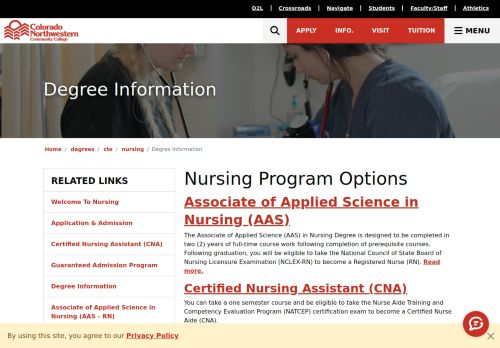 D2L | Crossroads | Navigate | Students | Faculty/Staff | Athletics
Colorado
Northwestern
Community College
APPLY INFO. VISIT TUITION MENU
Degree Information
Home / degrees / cte / nursing / Degree Information
RELATED LINKS
Welcome To Nursing
Application & Admission
Certified Nursing Assistant (CNA)
Guaranteed Admission Program
Degree Information
Associate of Applied Science in
Nursing (AAS - RN)
Nursing Program Options
Associate of Applied Science in
Nursing (AAS)
The Associate of Applied Science (AAS) in Nursing Degree is designed to be completed in
two (2) years of full-time course work following completion of prerequisite courses.
Following graduation, you will be eligible to take the National Council of State Board of
Nursing Licensure Examination (NCLEX-RN) to become a Registered Nurse (RN). Read
more.
Certified Nursing Assistant (CNA)
You can take a one semester course and be eligible to take the Nurse Aide Training and
Competency Evaluation Program (NATCEP) certification exam to become a Certified Nurse
Aide (CNA).
By using this site, you agree to our Privacy Policy